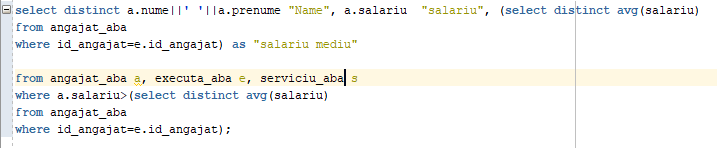 select distinct a.nume||' '||a.prenume "Name", a.salariu  "salariu", (select distinct avg(salariu)
from angajat_aba
where id_angajat=e.id_angajat) as "salariu mediu"
from angajat_aba a, executa_aba e, serviciu_aba s
where a.salariu>(select distinct avg(salariu)
from angajat_aba
where id_angajat=e.id_angajat);